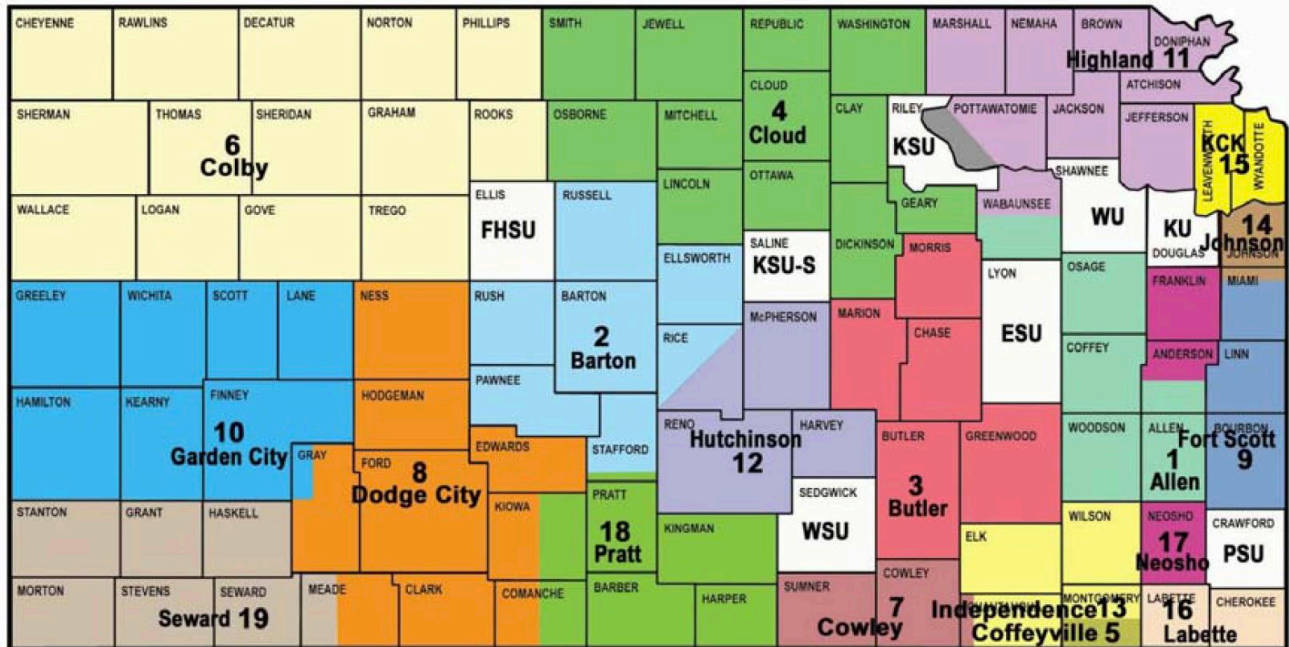 CHEYENNE
RAWLINS
DECATUR
NORTON
PHILLIPS
SMITH
JEWELL
REPUBLIC
WASHINGTON
MARSHALL
NEMAHA
BROWN
DONIPHAN
Highland 11
ATCHISON
SHERMAN
THOMAS
SHERIDAN
GRAHAM
ROOKS
OSBORNE
MITCHELL
CLOUD
4
Cloud
CLAY
RILEY
KSU
POTTAWATOMIE
JACKSON
JEFFERSON
LEAVENWORTH
WYANDOTTE
KCK
15
6
Colby
WALLACE
LOGAN
GOVE
TREGO
ELLIS
FHSU
RUSSELL
LINCOLN
OTTAWA
DICKINSON
GEARY
WABAUNSEE
SHAWNEE
WU
KU
DOUGLAS
14
Johnson
JOHNSON
ELLSWORTH
SALINE
KSU-S
MORRIS
LYON
ESU
OSAGE
FRANKLIN
MIAMI
GREELEY
WICHITA
SCOTT
LANE
NESS
RUSH
BARTON
2
Barton
RICE
McPHERSON
MARION
CHASE
COFFEY
ANDERSON
LINN
HAMILTON
KEARNY
FINNEY
10
Garden City
HODGEMAN
PAWNEE
STAFFORD
RENO
Hutchinson
12
HARVEY
BUTLER
3
Butler
GREENWOOD
WOODSON
ALLEN
1
Allen
BOURBON
Fort Scott
9
GRAY
FORD
8
Dodge City
EDWARDS
KIOWA
PRATT
18
Pratt
KINGMAN
SEDGWICK
WSU
ELK
WILSON
NEOSHO
17
Neosho
CRAWFORD
PSU
STANTON
GRANT
HASKELL
MORTON
STEVENS
SEWARD
Seward 19
MEADE
CLARK
COMANCHE
BARBER
HARPER
SUMNER
COWLEY
7
Cowley
MONTGOMERY
Independence 13
Coffeyville 5
LABETTE
16
Labette
CHEROKEE